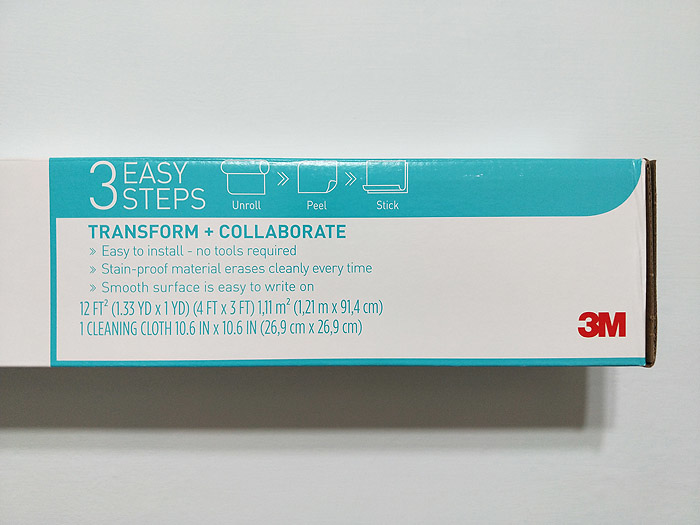 3 EASY STEPS
Unroll » Peel » Stick
TRANSFORM + COLLABORATE
» Easy to install - no tools required
» Stain-proof material erases cleanly every time
» Smooth surface is easy to write on
12 FT² (1.33 YD x 1 YD) (4 FT x 3 FT) 1,11 m² (1,21 m x 91,4 cm)
1 CLEANING CLOTH 10.6 IN x 10.6 IN (26,9 cm x 26,9 cm)
3M